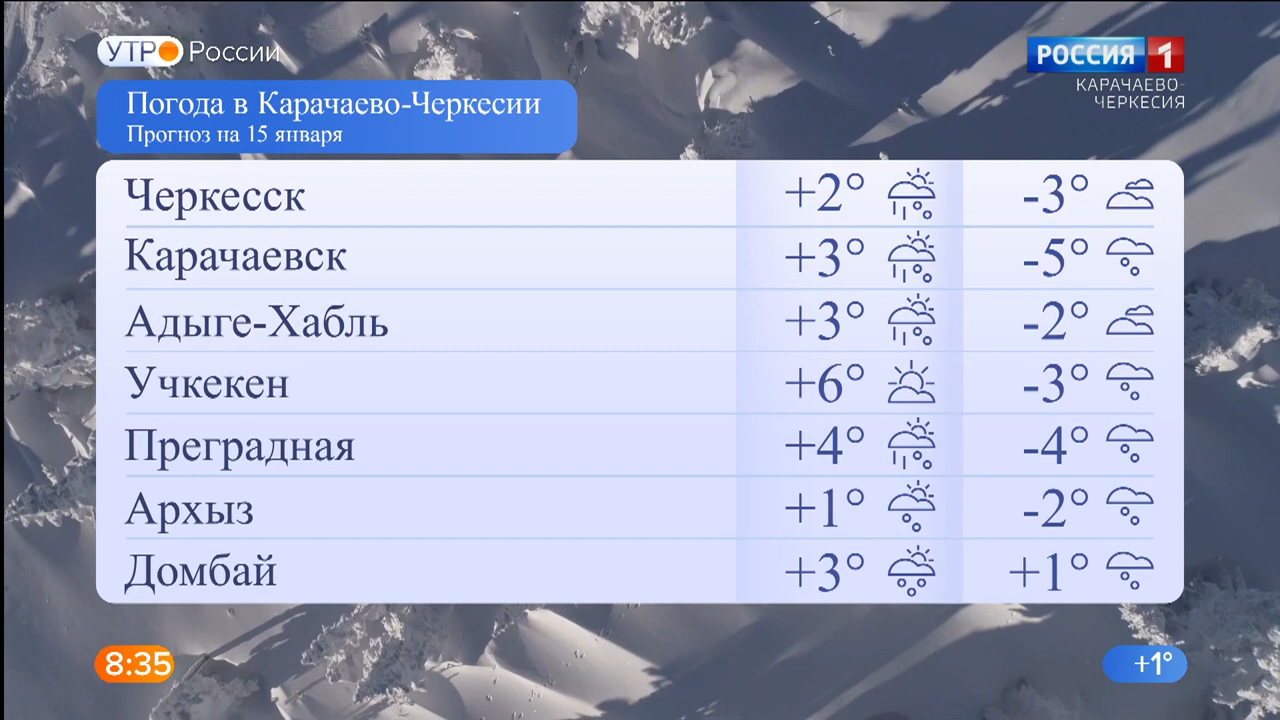 УТРО России
РОССИЯ 1
КАРАЧАЕВО-
ЧЕРКЕСИЯ
Погода в Карачаево-Черкесии
Прогноз на 15 января
Черкесск +2° -3°
Карачаевск +3° -5°
Адыге-Хабль +3° -2°
Учкекен +6° -3°
Преградная +4° -4°
Архыз +1° -2°
Домбай +3° +1°
8:35 +1°